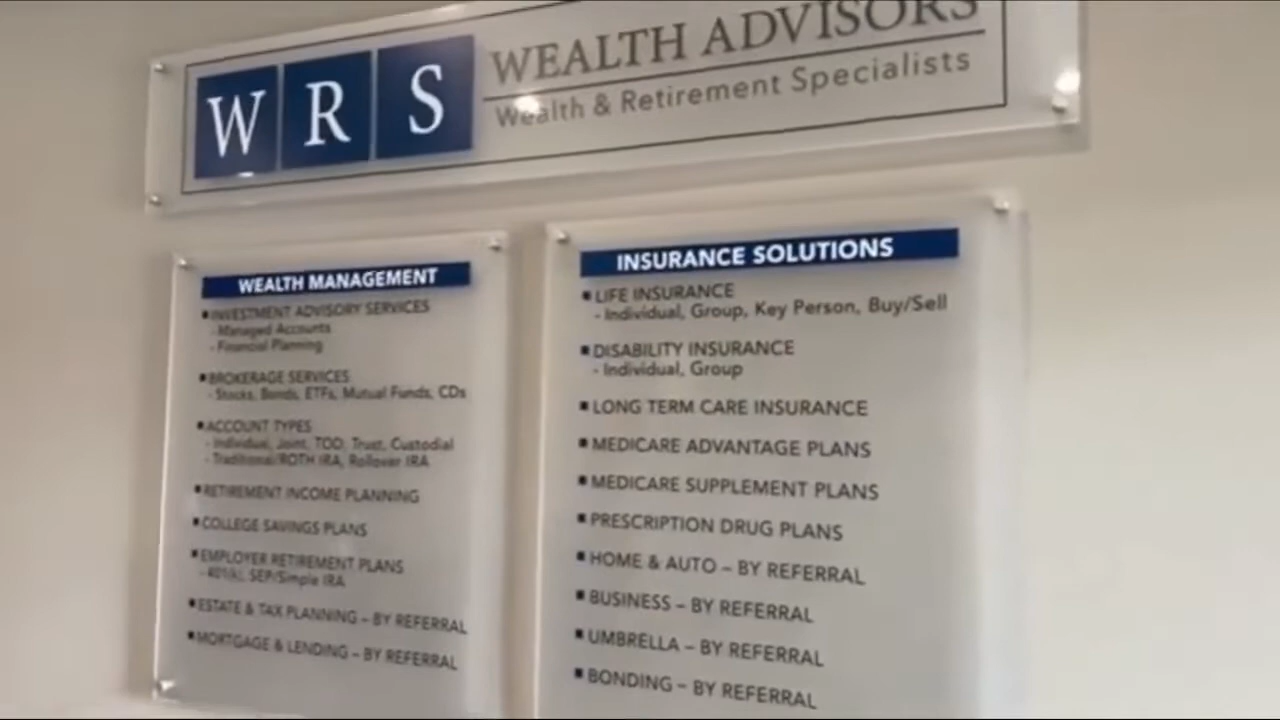 WRS WEALTH ADVISORS
Wealth & Retirement Specialists
WEALTH MANAGEMENT
▪ INVESTMENT ADVISORY SERVICES
- Managed Accounts
- Financial Planning
▪ BROKERAGE SERVICES
- Stocks, Bonds, ETFs, Mutual Funds, CDs
▪ ACCOUNT TYPES
- Individual, Joint, TOD, Trust, Custodial
- Traditional/ROTH IRA, Rollover IRA
▪ RETIREMENT INCOME PLANNING
▪ COLLEGE SAVINGS PLANS
▪ EMPLOYER RETIREMENT PLANS
- 401(k), SEP/Simple IRA
▪ ESTATE & TAX PLANNING – BY REFERRAL
▪ MORTGAGE & LENDING – BY REFERRAL
INSURANCE SOLUTIONS
▪ LIFE INSURANCE
- Individual, Group, Key Person, Buy/Sell
▪ DISABILITY INSURANCE
- Individual, Group
▪ LONG TERM CARE INSURANCE
▪ MEDICARE ADVANTAGE PLANS
▪ MEDICARE SUPPLEMENT PLANS
▪ PRESCRIPTION DRUG PLANS
▪ HOME & AUTO – BY REFERRAL
▪ BUSINESS – BY REFERRAL
▪ UMBRELLA – BY REFERRAL
▪ BONDING – BY REFERRAL